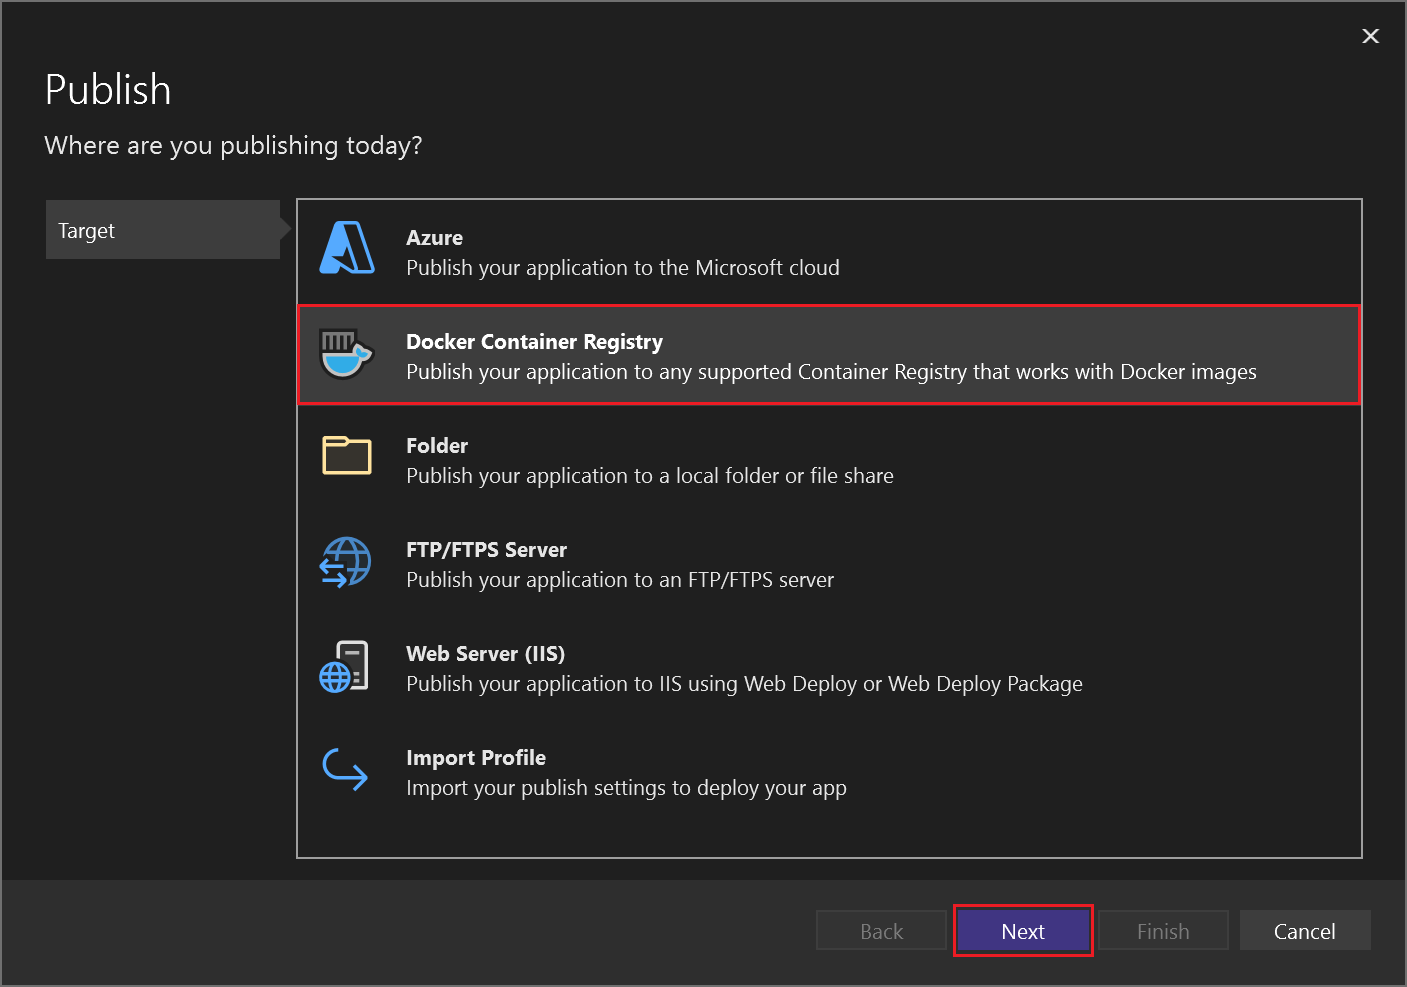 Publish
Where are you publishing today?
Target
Azure
Publish your application to the Microsoft cloud
Docker Container Registry
Publish your application to any supported Container Registry that works with Docker images
Folder
Publish your application to a local folder or file share
FTP/FTPS Server
Publish your application to an FTP/FTPS server
Web Server (IIS)
Publish your application to IIS using Web Deploy or Web Deploy Package
Import Profile
Import your publish settings to deploy your app
Back
Next
Finish
Cancel